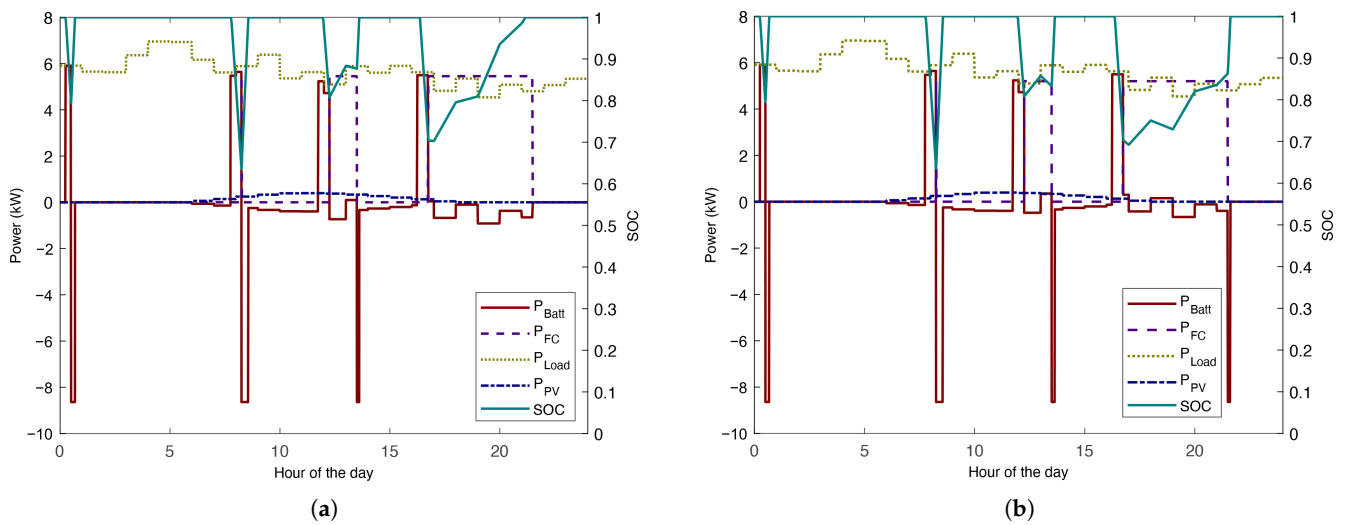 8
6
4
2
0
−2
−4
−6
−8
−10
Power (kW)
0
5
10
15
20
Hour of the day
1
0.9
0.8
0.7
0.6
0.5
0.4
0.3
0.2
0.1
0
SOC
P_Batt
P_FC
P_Load
P_PV
SOC
(a)
8
6
4
2
0
−2
−4
−6
−8
−10
Power (kW)
0
5
10
15
20
Hour of the day
1
0.9
0.8
0.7
0.6
0.5
0.4
0.3
0.2
0.1
0
SOC
P_Batt
P_FC
P_Load
P_PV
SOC
(b)